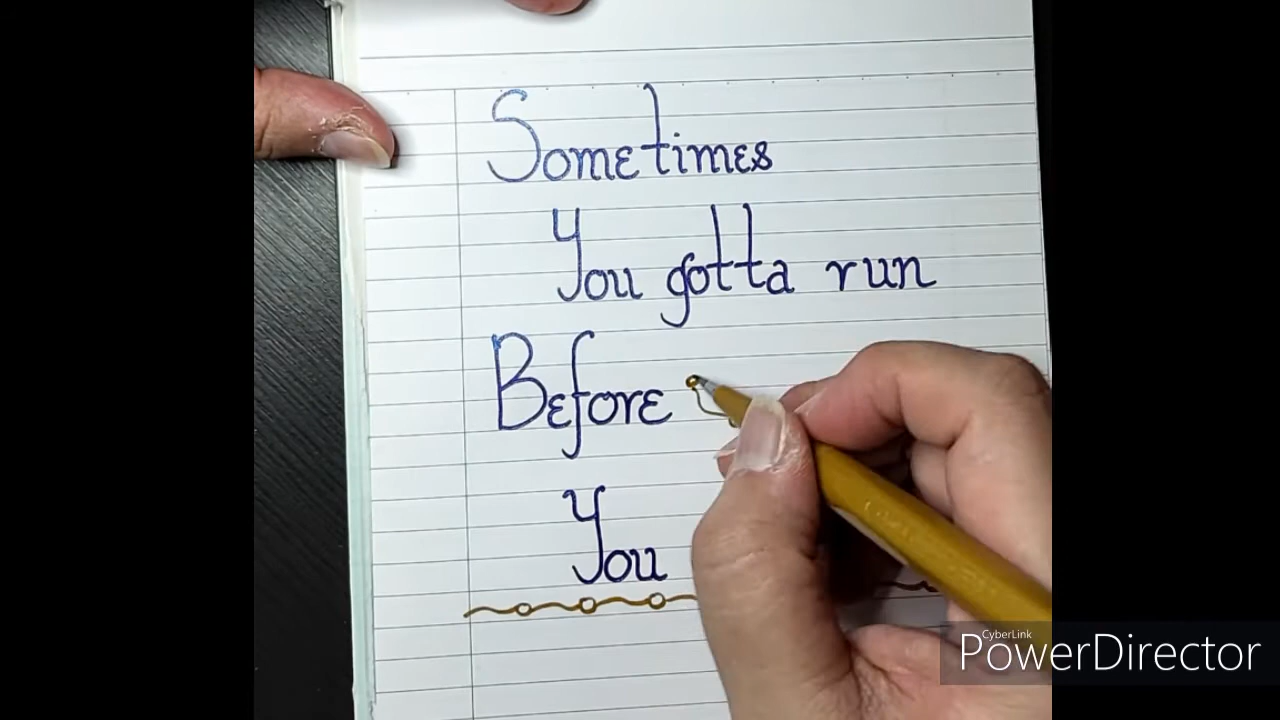 Sometimes
You gotta run
Before
You
CyberLink
PowerDirector